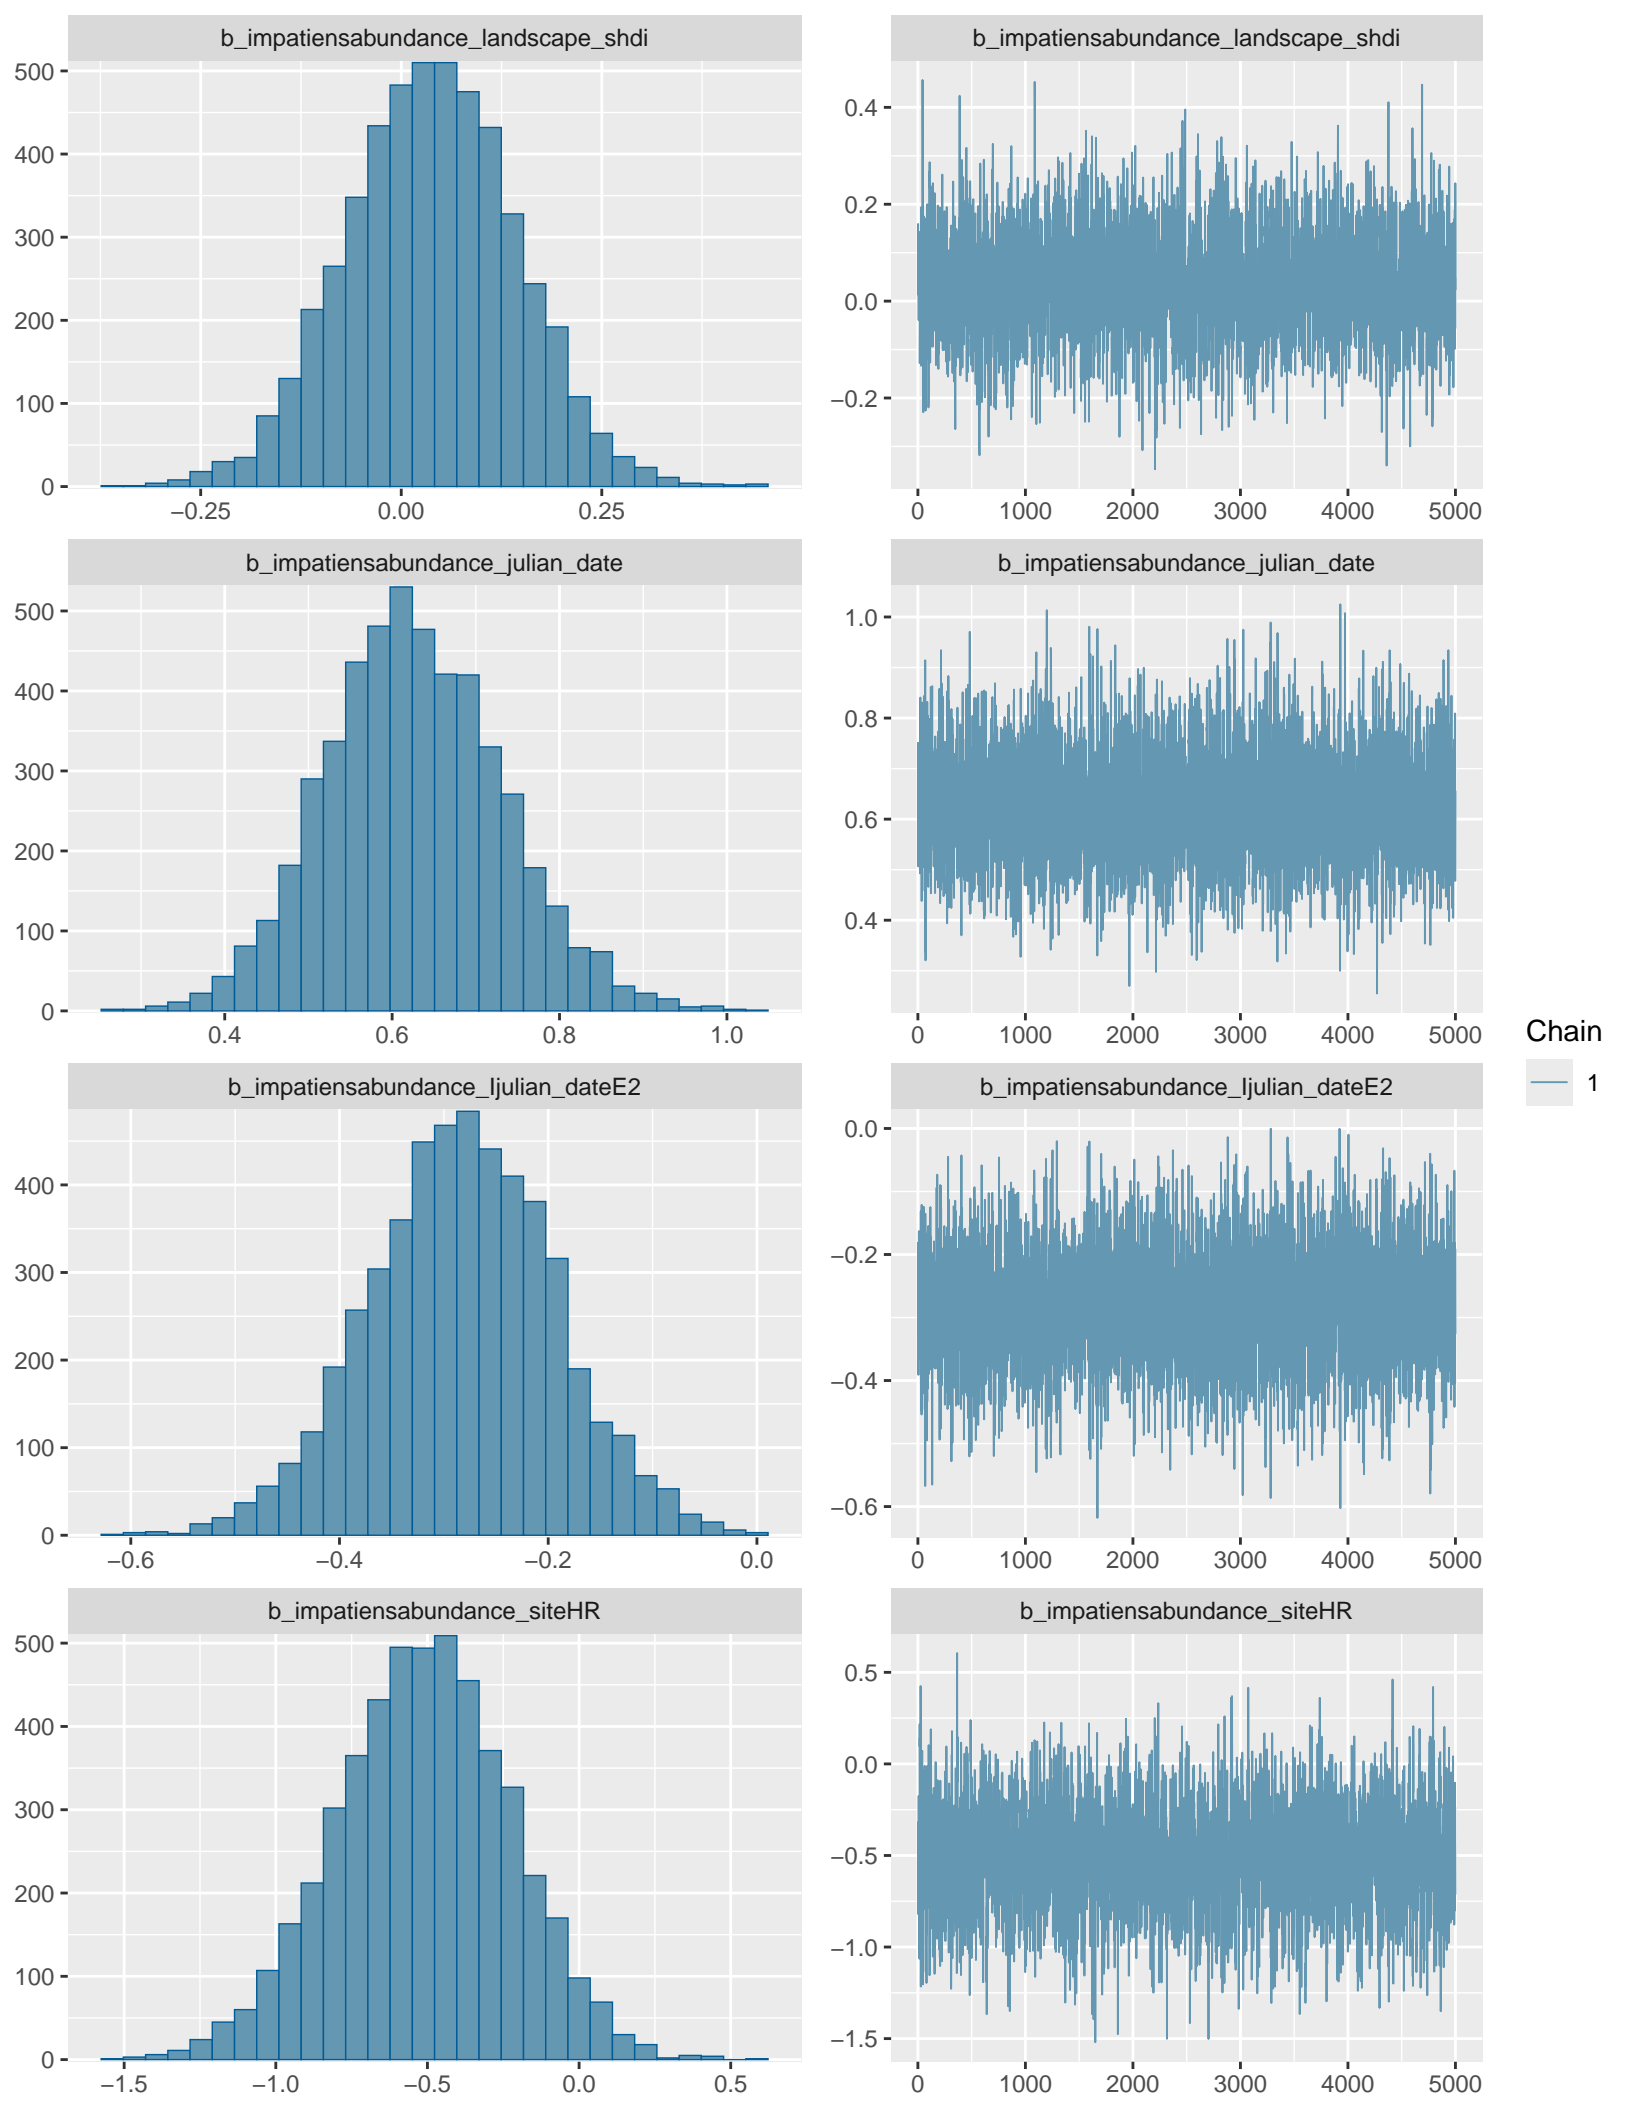 b_impatiensabundance_landscape_shdi
500
400
300
200
100
0
−0.25 0.00 0.25
b_impatiensabundance_landscape_shdi
0.4
0.2
0.0
−0.2
0 1000 2000 3000 4000 5000
b_impatiensabundance_julian_date
500
400
300
200
100
0
0.4 0.6 0.8 1.0
b_impatiensabundance_julian_date
1.0
0.8
0.6
0.4
0 1000 2000 3000 4000 5000
b_impatiensabundance_Ijulian_dateE2
400
300
200
100
0
−0.6 −0.4 −0.2 0.0
b_impatiensabundance_Ijulian_dateE2
0.0
−0.2
−0.4
−0.6
0 1000 2000 3000 4000 5000
b_impatiensabundance_siteHR
500
400
300
200
100
0
−1.5 −1.0 −0.5 0.0 0.5
b_impatiensabundance_siteHR
0.5
0.0
−0.5
−1.0
−1.5
0 1000 2000 3000 4000 5000
Chain
1